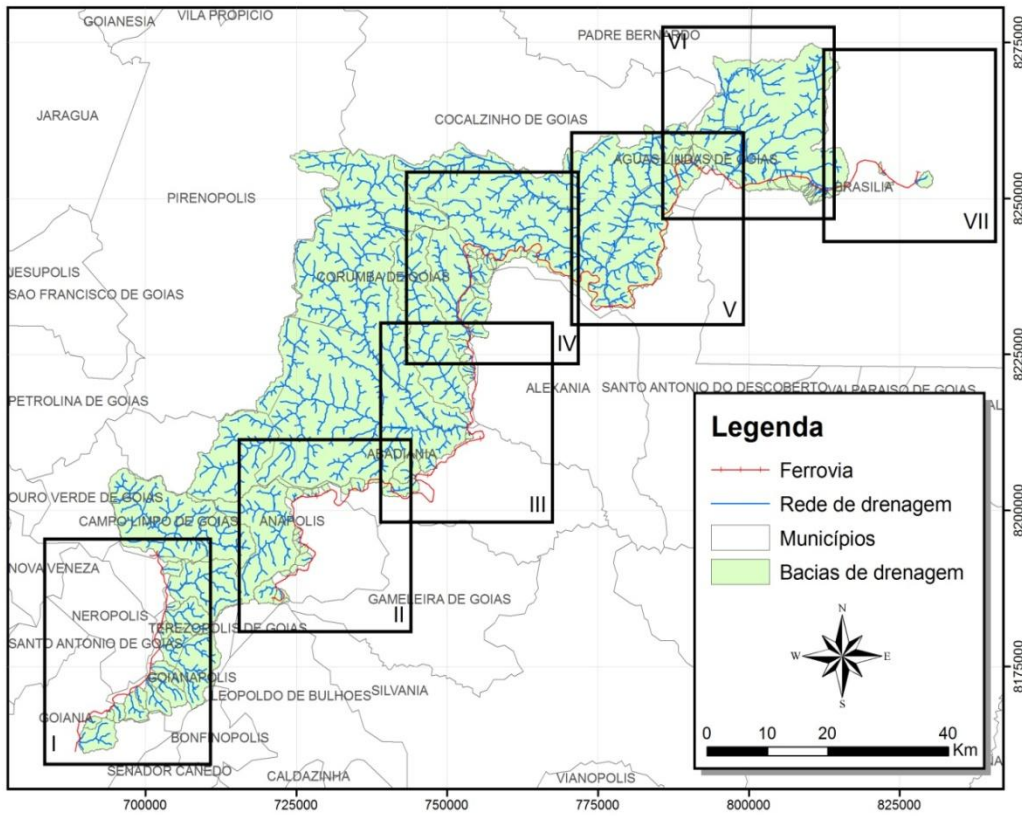 GOIANESIA
VILA PROPICIO
PADRE BERNARDO
VI
8275000
JARAGUA
COCALZINHO DE GOIAS
AGUAS LINDAS DE GOIAS
BRASILIA
PIRENOPOLIS
VII
8250000
JESUPOLIS
SAO FRANCISCO DE GOIAS
CORUMBA DE GOIAS
V
IV
8225000
ALEXANIA
SANTO ANTONIO DO DESCOBERTO
VALPARAISO DE GOIAS
PETROLINA DE GOIAS
ABADIANIA
III
OURO VERDE DE GOIAS
CAMPO LIMPO DE GOIAS
ANAPOLIS
8200000
NOVA VENEZA
GAMELEIRA DE GOIAS
II
NEROPOLIS
TEREZOPOLIS DE GOIAS
SANTO ANTONIO DE GOIAS
GOIANAPOLIS
LEOPOLDO DE BULHOES
SILVANIA
8175000
GOIANIA
BONFINOPOLIS
I
SENADOR CANEDO
CALDAZINHA
VIANOPOLIS
Legenda
Ferrovia
Rede de drenagem
Municípios
Bacias de drenagem
N
W
E
S
0 10 20 40
Km
700000 725000 750000 775000 800000 825000